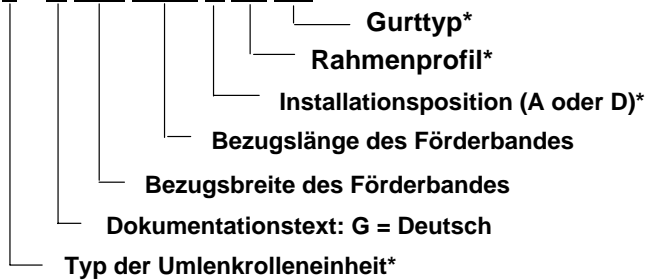 Gurttyp*
Rahmenprofil*
Installationsposition (A oder D)*
Bezugslänge des Förderbandes
Bezugsbreite des Förderbandes
Dokumentationstext: G = Deutsch
Typ der Umlenkrolleneinheit*